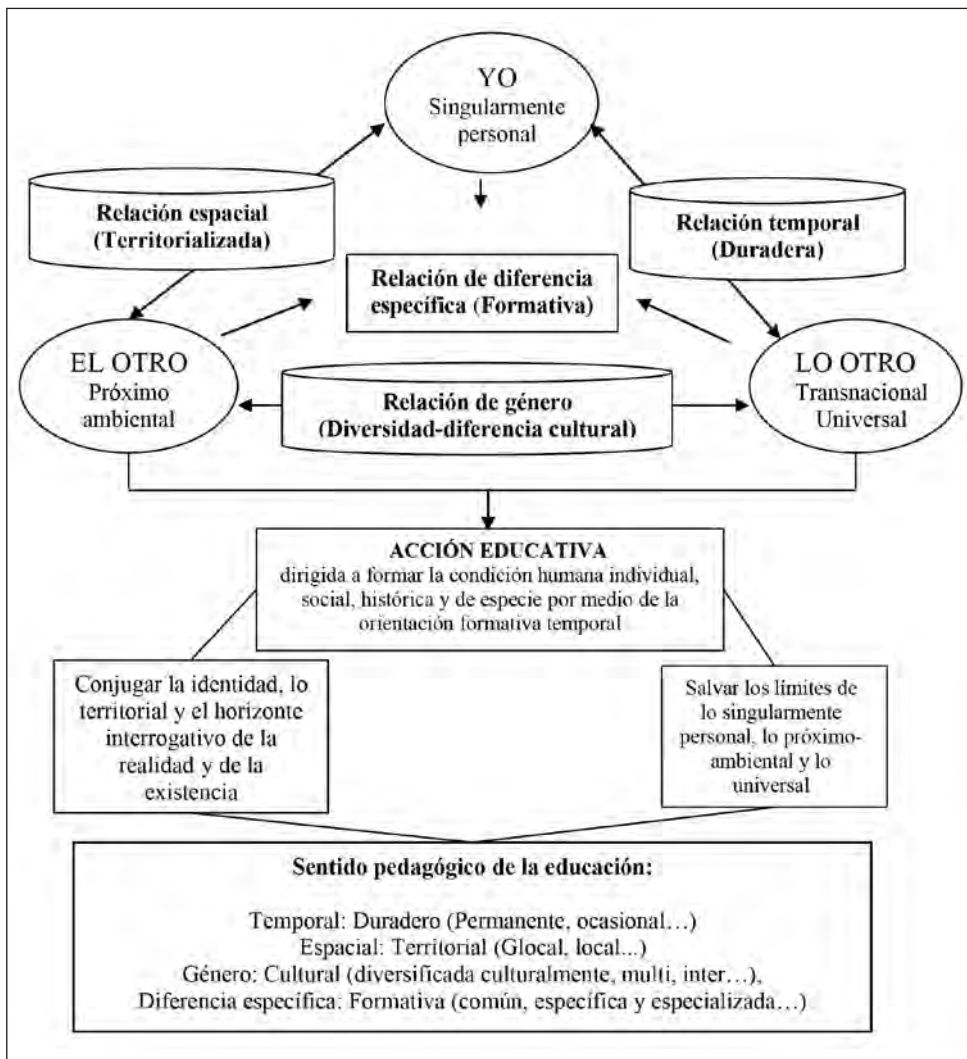 YO
Singularmente
personal
Relación espacial
(Territorializada)
Relación temporal
(Duradera)
Relación de diferencia
específica (Formativa)
EL OTRO
Próximo
ambiental
LO OTRO
Transnacional
Universal
Relación de género
(Diversidad-diferencia cultural)
ACCIÓN EDUCATIVA
dirigida a formar la condición humana individual,
social, histórica y de especie por medio de la
orientación formativa temporal
Conjugar la identidad, lo
territorial y el horizonte
interrogativo de la
realidad y de la
existencia
Salvar los límites de
lo singularmente
personal, lo próximo-
ambiental y lo
universal
Sentido pedagógico de la educación:
Temporal: Duradero (Permanente, ocasional…)
Espacial: Territorial (Glocal, local...)
Género: Cultural (diversificada culturalmente, multi, inter…),
Diferencia específica: Formativa (común, específica y especializada…)